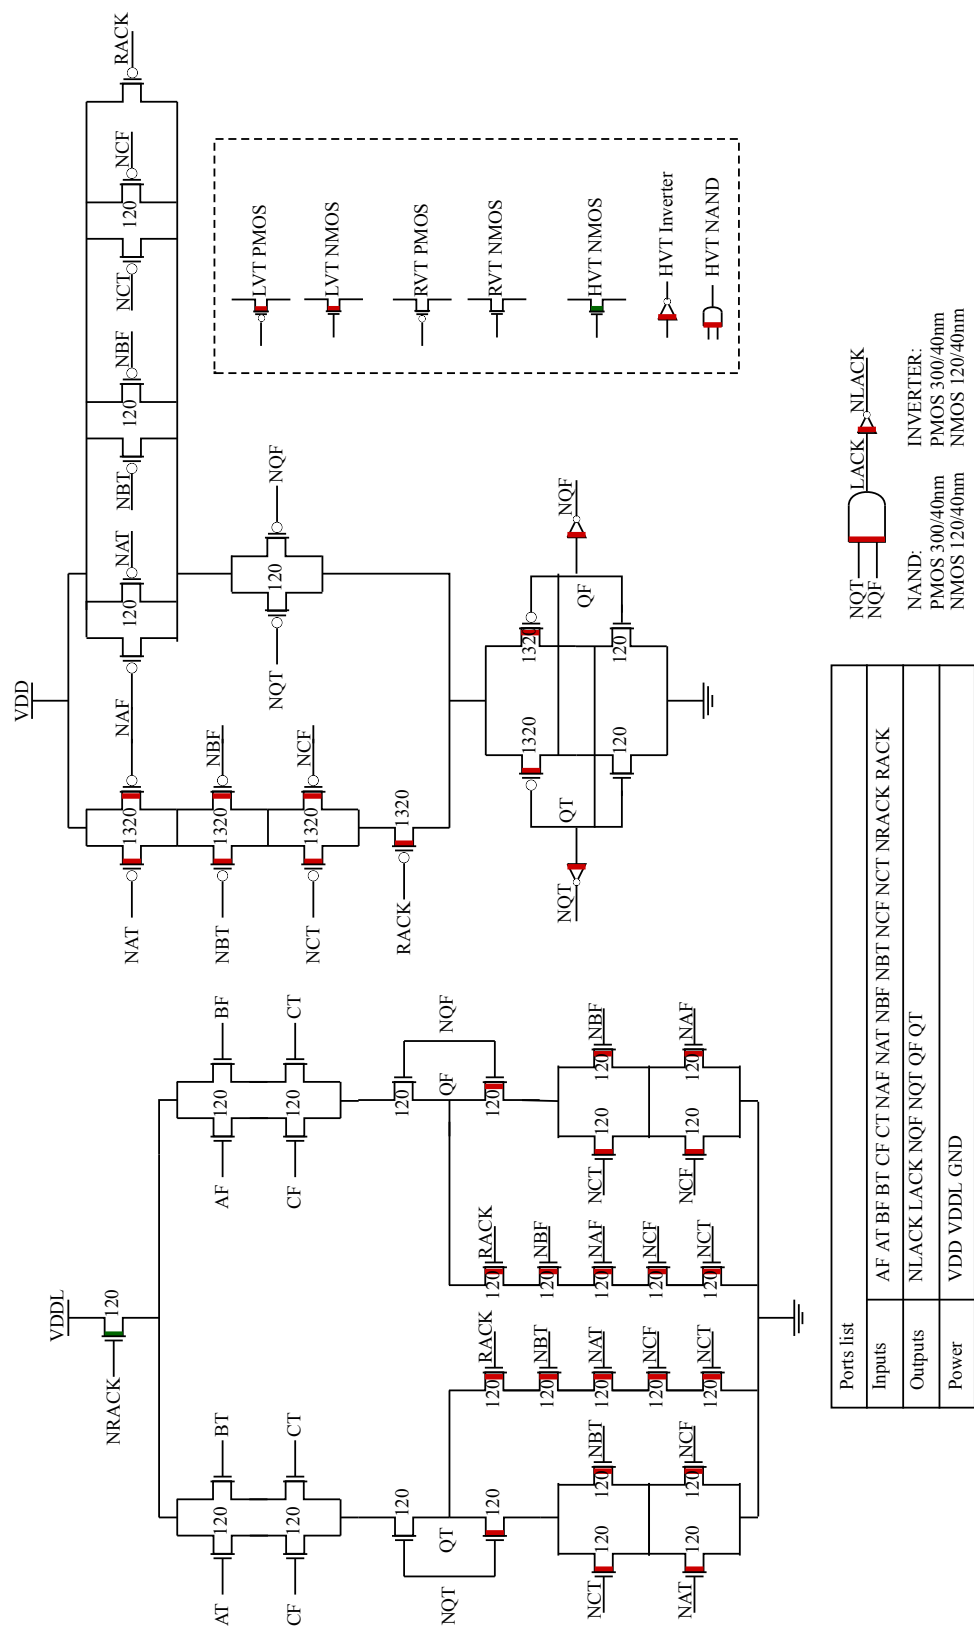 VDD
VDDL
NRACK
120
NAF
120
NAT
NBT
120
NBF
NCT
120
NCF
RACK
NAT
1320
AT
120
BT
AF
120
BF
NBT
1320
NBF
CF
120
CT
CF
120
CT
NCT
1320
NCF
NQT
120
NQF
RACK
1320
LVT PMOS
LVT NMOS
RVT PMOS
RVT NMOS
HVT NMOS
HVT Inverter
HVT NAND
NQT
120
QT
120
120
QF
120
NQF
RACK
120
NBT
120
NAT
120
NCF
120
NCT
120
RACK
120
NBF
120
NAF
120
NCF
120
NCT
120
NCT
120
120
NBT
NAT
120
120
NCF
NCT
120
120
NBF
NCF
120
120
NAF
1320
1320
QT
QF
NQT
NQF
120
120
NQT
NQF
LACK
NLACK
NAND:
PMOS 300/40nm
NMOS 120/40nm
INVERTER:
PMOS 300/40nm
NMOS 120/40nm
Ports list
Inputs AF AT BF BT CF CT NAF NAT NBF NBT NCF NCT NRACK RACK
Outputs NLACK LACK NQF NQT QF QT
Power VDD VDDL GND